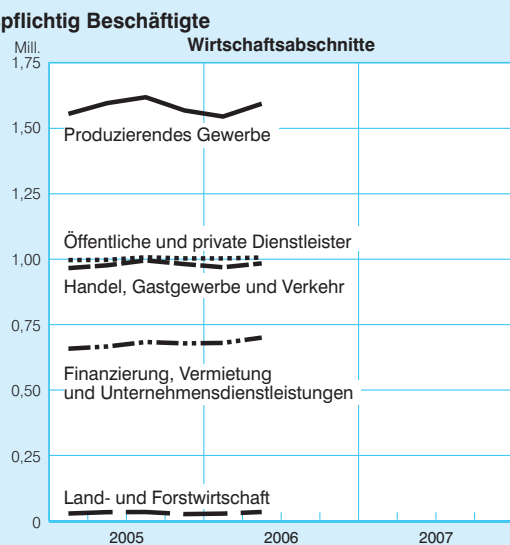 pflichtig Beschäftigte
Mill.
Wirtschaftsabschnitte
1,75
1,50
Produzierendes Gewerbe
1,25
Öffentliche und private Dienstleister
1,00
Handel, Gastgewerbe und Verkehr
0,75
Finanzierung, Vermietung
und Unternehmensdienstleistungen
0,50
0,25
Land- und Forstwirtschaft
0
2005 2006 2007